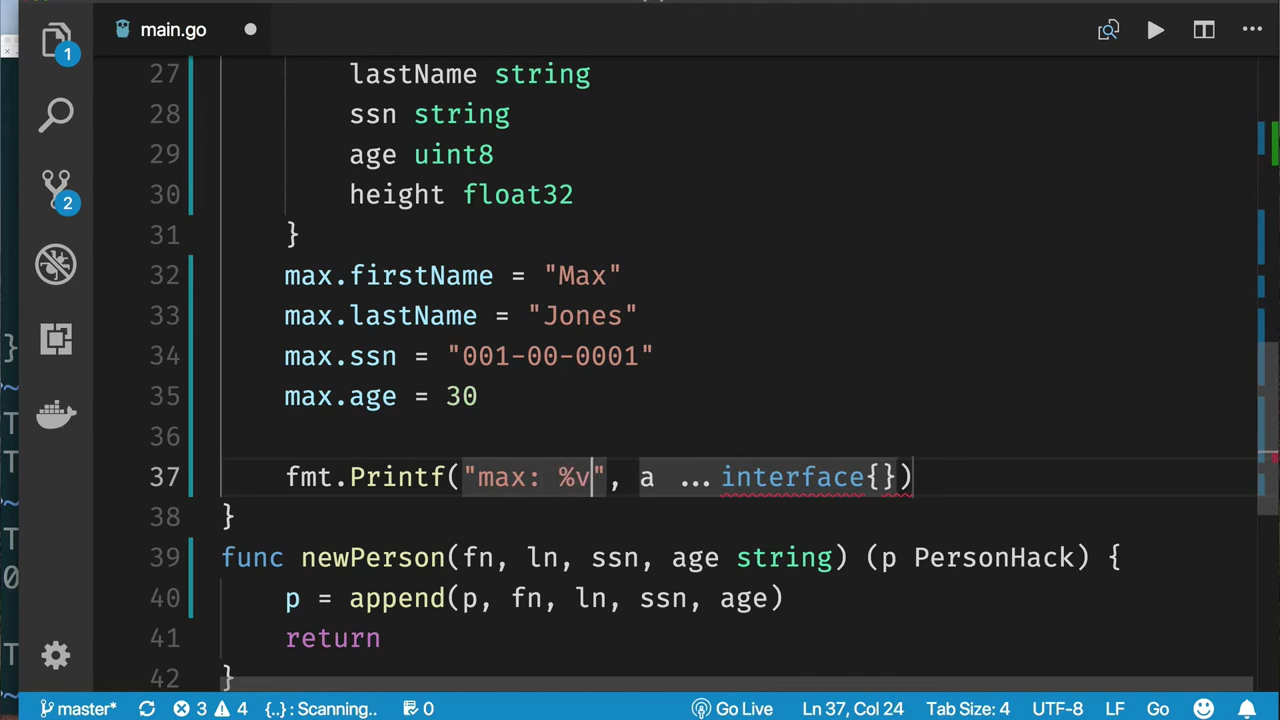 1 main.go
27 lastName string
28 ssn string
29 age uint8
30 height float32
31 }
32 max.firstName = "Max"
33 max.lastName = "Jones"
34 max.ssn = "001-00-0001"
35 max.age = 30
36
37 fmt.Printf("max: %v", a ...interface{})
38 }
39 func newPerson(fn, ln, ssn, age string) (p PersonHack) {
40 p = append(p, fn, ln, ssn, age)
41 return
42 }
2
master* 3 4 {..}: Scanning.. 0 Go Live Ln 37, Col 24 Tab Size: 4 UTF-8 LF Go